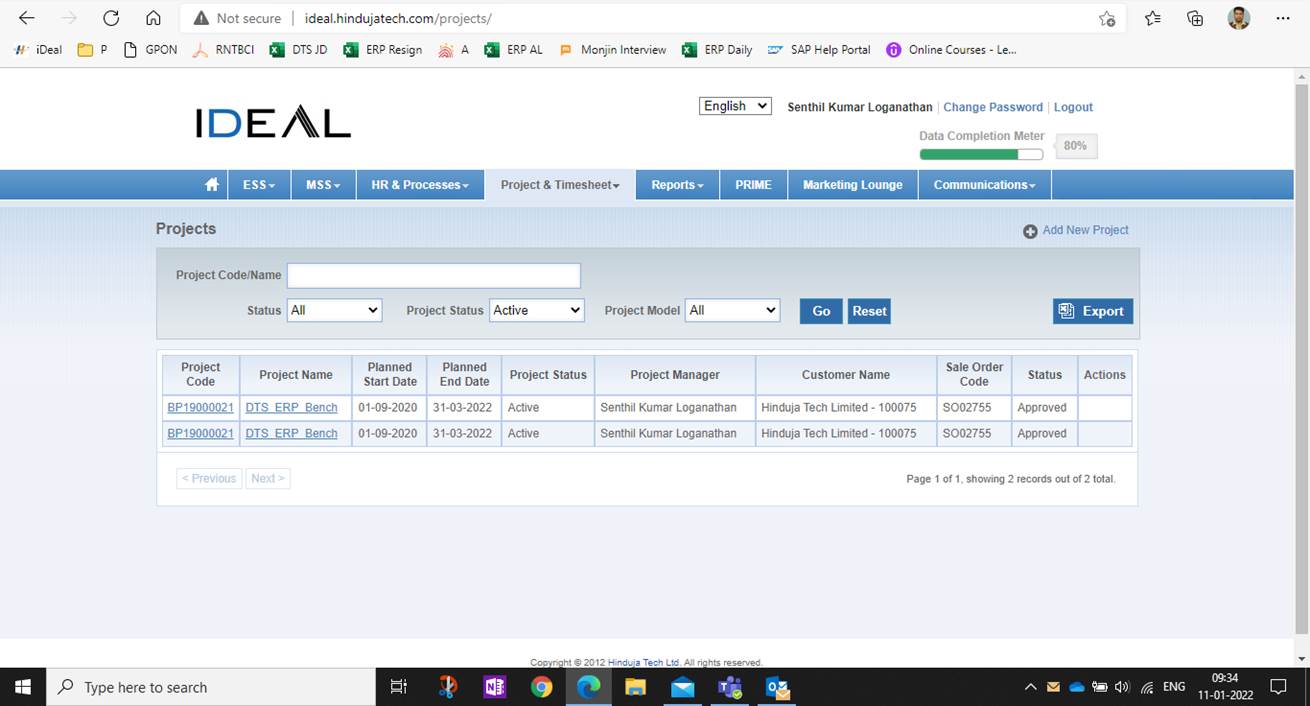 Not secure | ideal.hindujatech.com/projects/
iDeal P GPON RNTBCI DTS JD ERP Resign A ERP AL Monjin Interview ERP Daily SAP Help Portal Online Courses - Le...
English Senthil Kumar Loganathan | Change Password | Logout
IDEAL
Data Completion Meter 80%
ESS MSS HR & Processes Project & Timesheet Reports PRIME Marketing Lounge Communications
Projects
Add New Project
Project Code/Name
Status All Project Status Active Project Model All Go Reset Export
Project Code Project Name Planned Start Date Planned End Date Project Status Project Manager Customer Name Sale Order Code Status Actions
BP19000021 DTS_ERP_Bench 01-09-2020 31-03-2022 Active Senthil Kumar Loganathan Hinduja Tech Limited - 100075 SO02755 Approved
BP19000021 DTS_ERP_Bench 01-09-2020 31-03-2022 Active Senthil Kumar Loganathan Hinduja Tech Limited - 100075 SO02755 Approved
< Previous Next > Page 1 of 1, showing 2 records out of 2 total.
Copyright © 2012 Hinduja Tech Ltd. All rights reserved.
Type here to search
ENG
09:34
11-01-2022